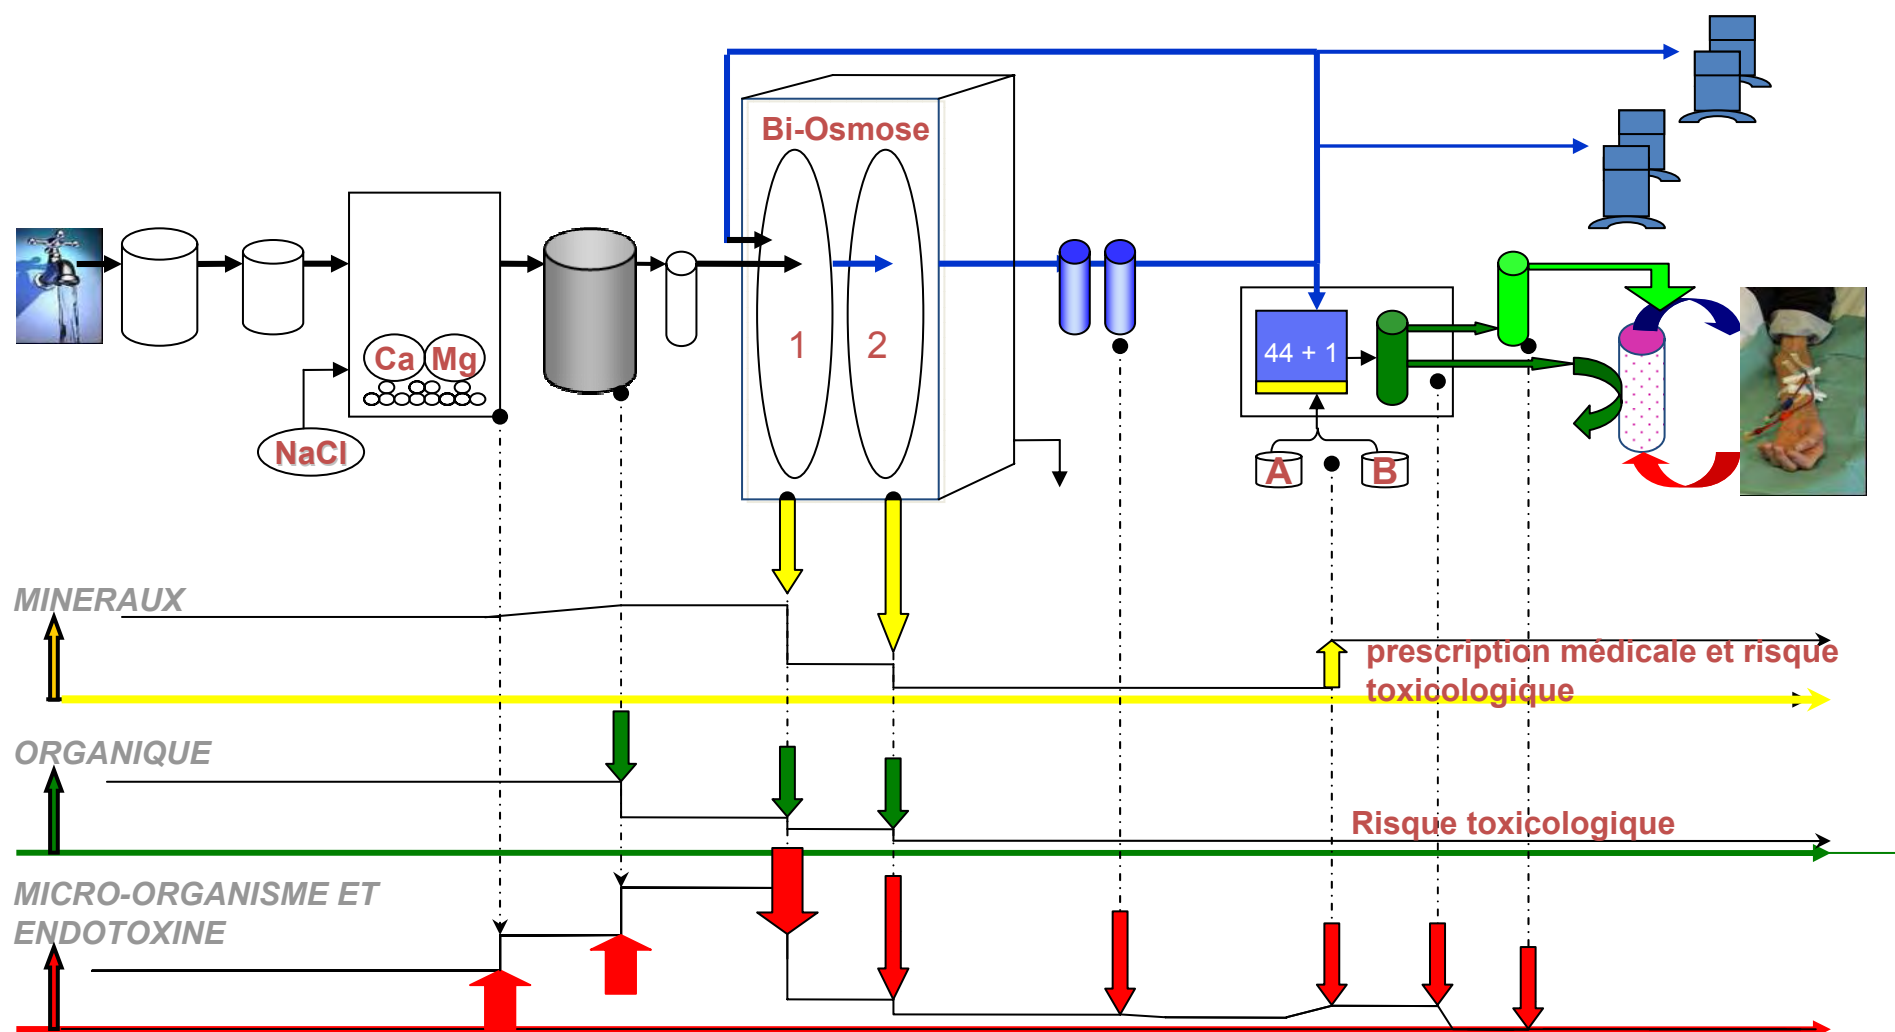 Bi-Osmose
1
2
Ca
Mg
NaCl
44 + 1
A
B
MINERAUX
prescription médicale et risque
toxicologique
ORGANIQUE
Risque toxicologique
MICRO-ORGANISME ET
ENDOTOXINE